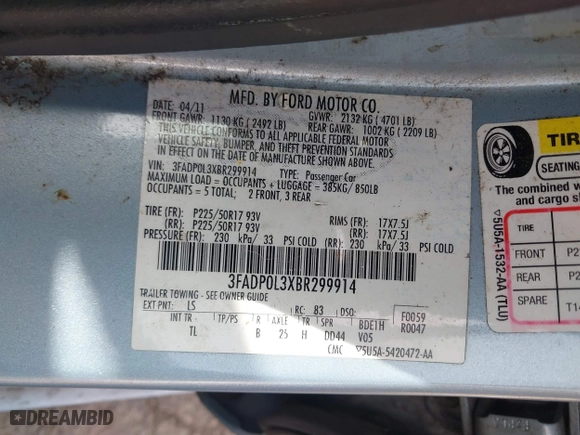 MFD. BY FORD MOTOR CO.
DATE: 04/11 GVWR: 2132 KG ( 4701 LB)
FRONT GAWR: 1130 KG ( 2492 LB) REAR GAWR: 1002 KG ( 2209 LB)
THIS VEHICLE CONFORMS TO ALL APPLICABLE FEDERAL MOTOR
VEHICLE SAFETY, BUMPER, AND THEFT PREVENTION STANDARDS
IN EFFECT ON THE DATE OF MANUFACTURE SHOWN ABOVE.
VIN: 3FADP0L3XBR299914 TYPE: Passenger Car
MAXIMUM LOAD = OCCUPANTS + LUGGAGE = 385KG/ 850LB
OCCUPANTS = 5 TOTAL: 2 FRONT, 3 REAR
TIRE (FR): P225/50R17 93V RIMS (FR): 17X7.5J
(RR): P225/50R17 93V (RR): 17X7.5J
PRESSURE (FR): 230 kPa/ 33 PSI COLD (RR): 230 kPa/ 33 PSI COLD
3FADP0L3XBR299914
TRAILER TOWING - SEE OWNER GUIDE
EXT PNT: LS RC: 83 DSO: F0059
INT TR TP/PS R AXLE TR SPR BDETH R0047
TL B 25 H DD44 V05
CMC ▽5U5A-5420472-AA
TIR
SEATING
The combined w
and cargo sh
TIRE
FRONT P2
REAR P2
SPARE T14
▽5U5A-1532-AA (TLU)
DREAMBID